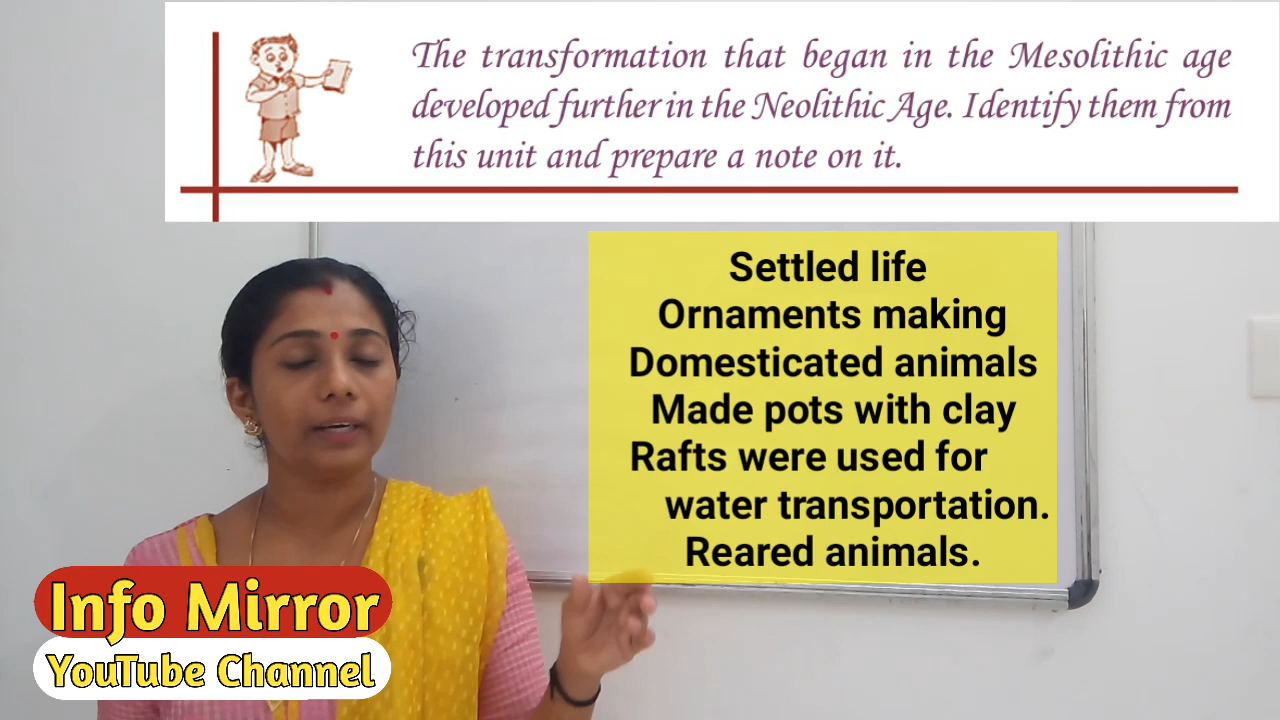 The transformation that began in the Mesolithic age
developed further in the Neolithic Age. Identify them from
this unit and prepare a note on it.
Settled life
Ornaments making
Domesticated animals
Made pots with clay
Rafts were used for
water transportation.
Reared animals.
Info Mirror
YouTube Channel